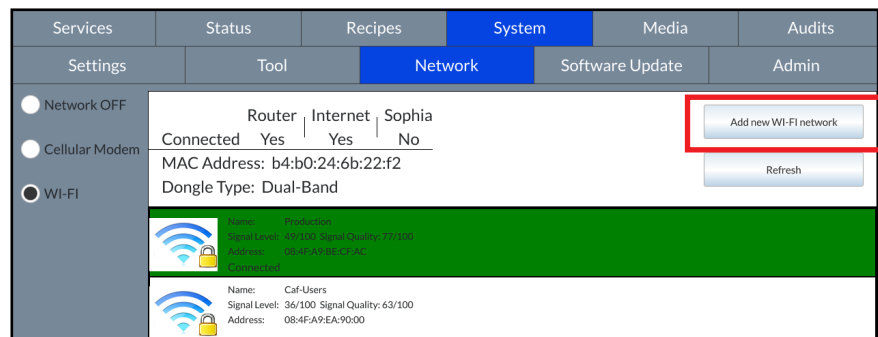 Services Status Recipes System Media Audits
Settings Tool Network Software Update Admin
Network OFF
Cellular Modem
WI-FI
Router Internet Sophia
Connected Yes Yes No
MAC Address: b4:b0:24:6b:22:f2
Dongle Type: Dual-Band
Add new WI-FI network
Refresh
Name: Production
Signal Level: 49/100 Signal Quality: 77/100
Address: 08:4F:A9:BE:CF:AC
Connected
Name: Caf-Users
Signal Level: 36/100 Signal Quality: 63/100
Address: 08:4F:A9:EA:90:00